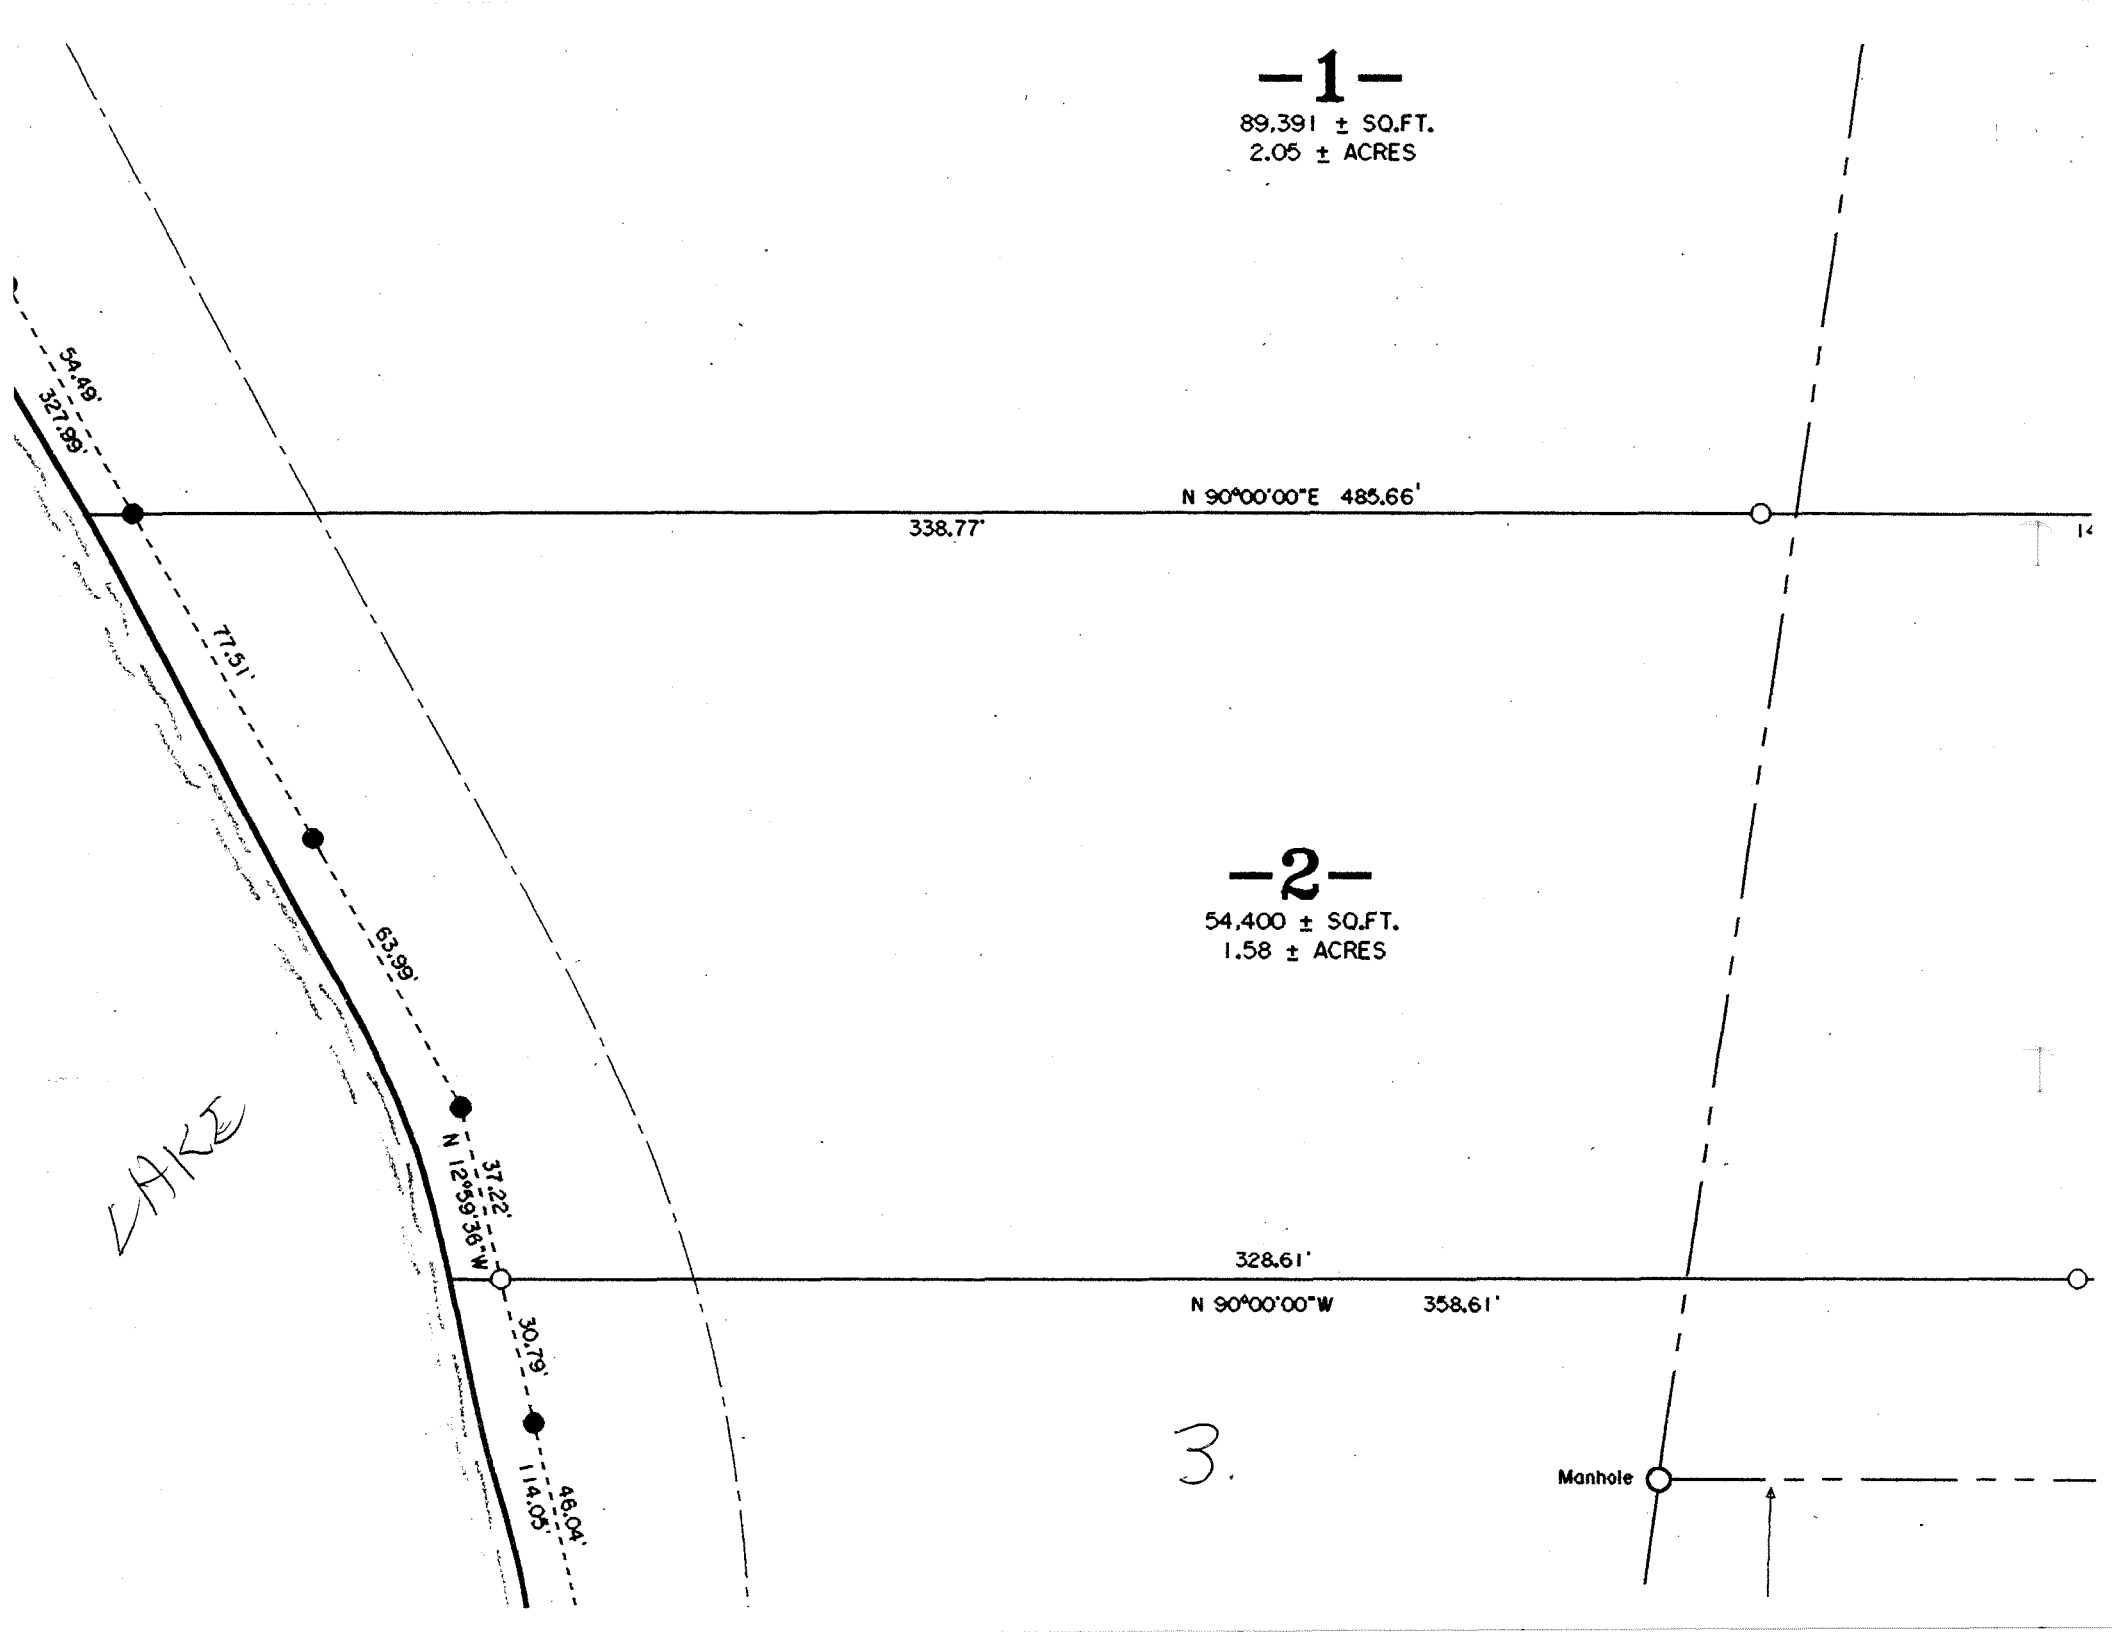 -1-
89,391 ± SQ.FT.
2.05 ± ACRES
54.49'
327.99'
N 90°00'00"E 485.66'
338.77'
77.51'
-2-
54,400 ± SQ.FT.
1.58 ± ACRES
63.99'
LAKE
37.22'
N 12°59'36"W
328.61'
N 90°00'00"W 358.61'
30.79'
3.
Manhole
46.04'
114.05'